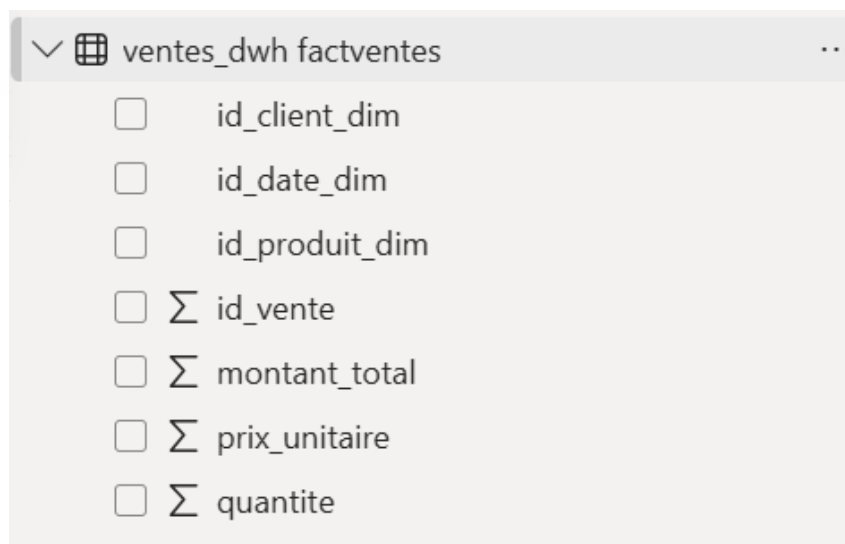 ventes_dwh factventes
id_client_dim
id_date_dim
id_produit_dim
Σ id_vente
Σ montant_total
Σ prix_unitaire
Σ quantite